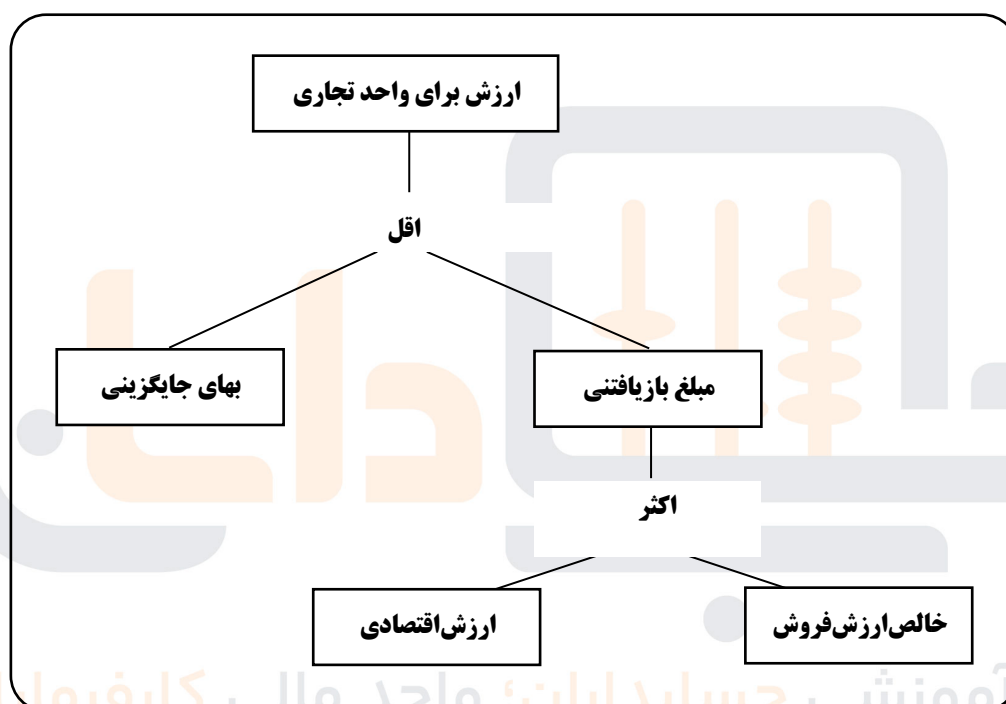 ارزش برای واحد تجاری
اقل
مبلغ بازیافتنی
بهای جایگزینی
اکثر
خالص‌ارزش‌فروش
ارزش‌اقتصادی